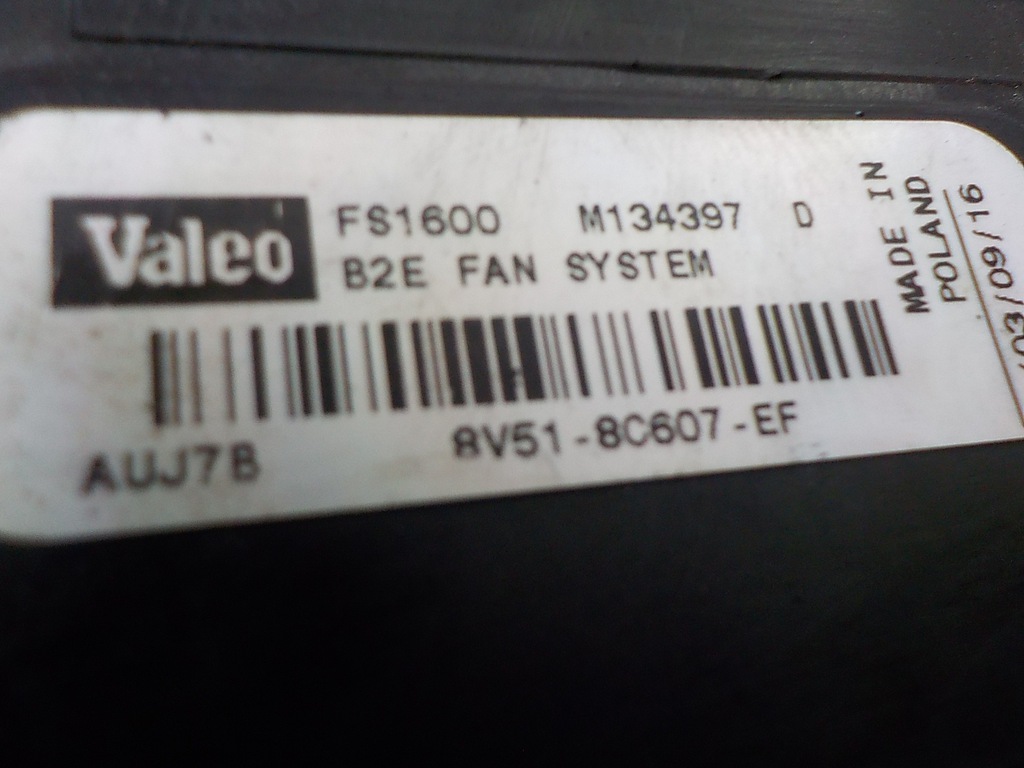 Valeo
FS1600 M134397 D
B2E FAN SYSTEM
8V51-8C607-EF
AUJ7B
MADE IN
POLAND
03/09/16